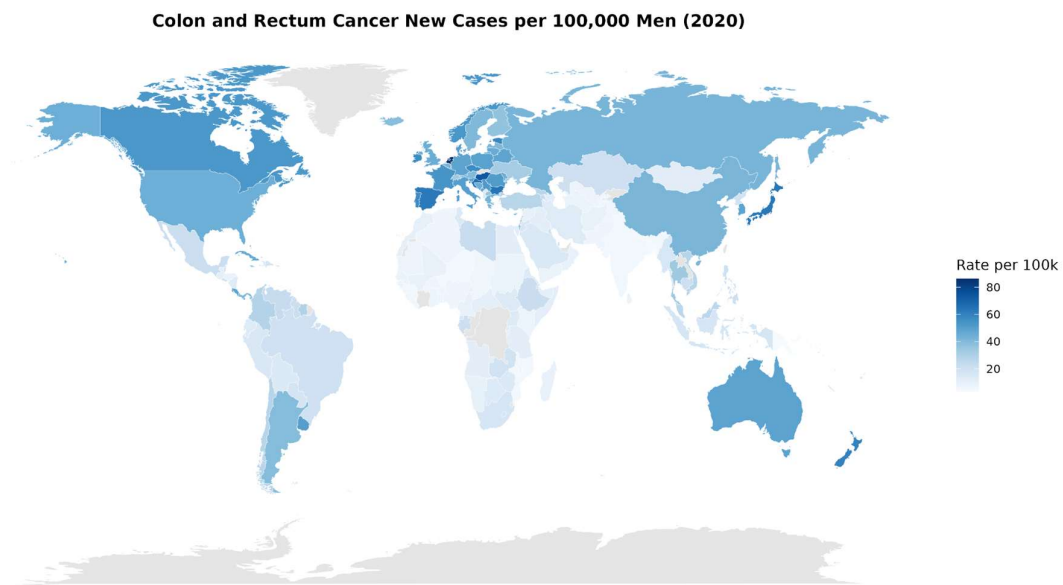 Colon and Rectum Cancer New Cases per 100,000 Men (2020)
Rate per 100k
80
60
40
20